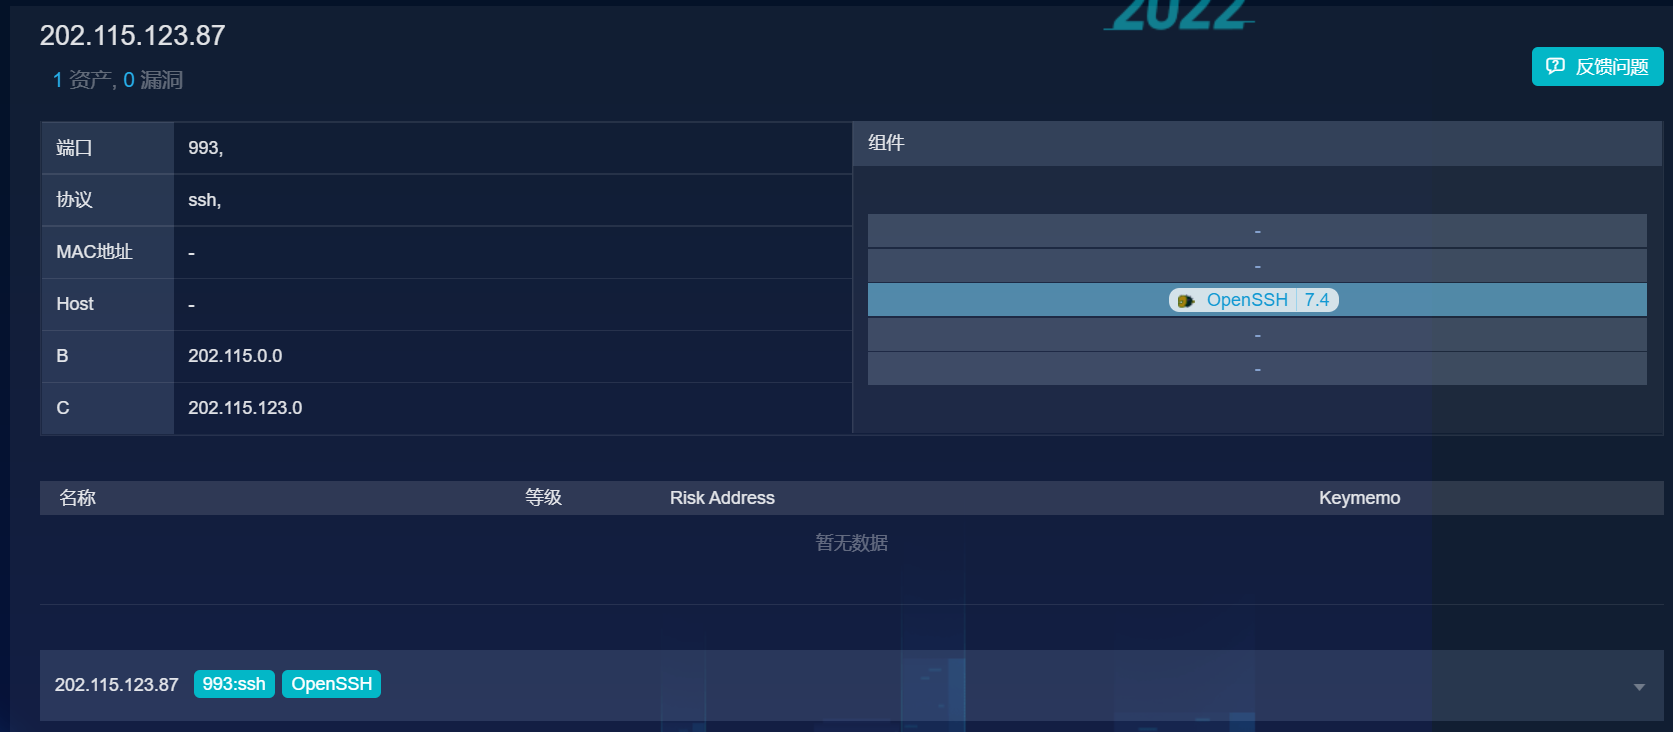 2022
202.115.123.87
1 资产, 0 漏洞
反馈问题
端口 993,
协议 ssh,
MAC地址 -
Host -
B 202.115.0.0
C 202.115.123.0
组件
-
-
OpenSSH 7.4
-
-
名称 等级 Risk Address Keymemo
暂无数据
202.115.123.87 993:ssh OpenSSH